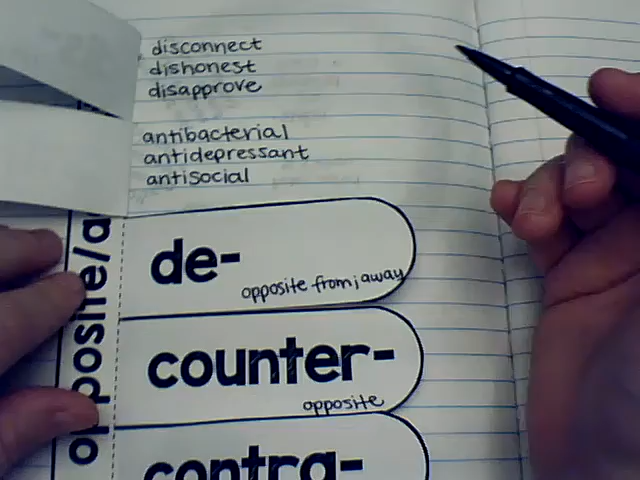 disconnect
dishonest
disapprove
antibacterial
antidepressant
antisocial
de-
opposite from, away
counter-
opposite
contra-
opposite/a